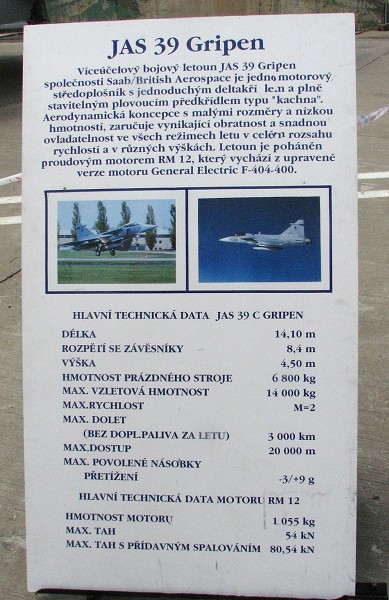 JAS 39 Gripen
Víceúčelový bojový letoun JAS 39 Gripen
společnosti Saab/British Aerospace je jednomotorový
středoplošník s jednoduchým deltakří le.n a plně
stavitelným plovoucím předkřídlem typu "kachna".
Aerodynamická koncepce s malými rozměry a nízkou
hmotností, zaručuje vynikající obratnost a snadnou
ovladatelnost ve všech režimech letu v celém rozsahu
rychlostí a v různých výškách. Letoun je poháněn
proudovým motorem RM 12, který vychází z upravené
verze motoru General Electric F-404-400.
HLAVNÍ TECHNICKÁ DATA JAS 39 C GRIPEN
DÉLKA 14,10 m
ROZPĚTÍ SE ZÁVĚSNÍKY 8,4 m
VÝŠKA 4,50 m
HMOTNOST PRÁZDNÉHO STROJE 6 800 kg
MAX. VZLETOVÁ HMOTNOST 14 000 kg
MAX.RYCHLOST M=2
MAX. DOLET
(BEZ DOPL.PALIVA ZA LETU) 3 000 km
MAX.DOSTUP 20 000 m
MAX. POVOLENÉ NÁSOBKY
PŘETÍŽENÍ -3/+9 g
HLAVNÍ TECHNICKÁ DATA MOTORU RM 12
HMOTNOST MOTORU 1 055 kg
MAX. TAH 54 kN
MAX. TAH S PŘÍDAVNÝM SPALOVÁNÍM 80,54 kN